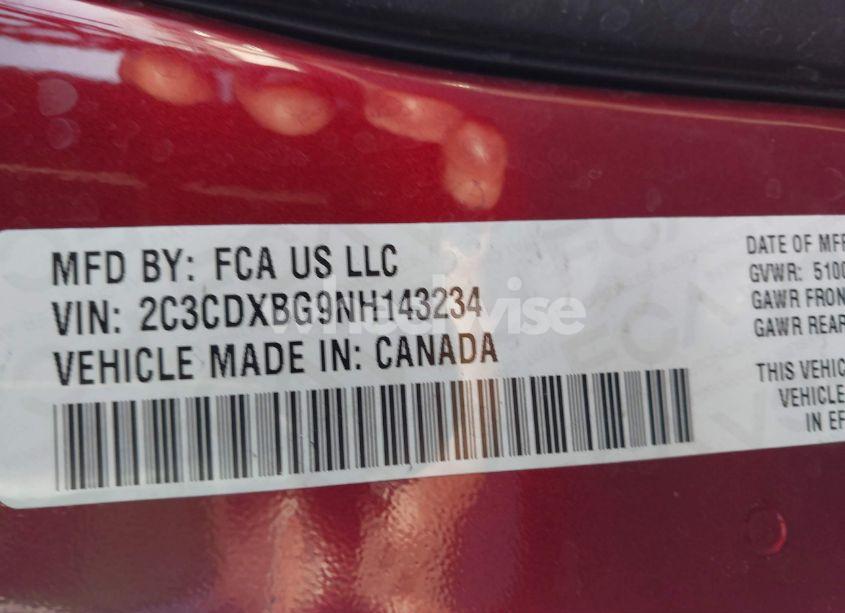 MFD BY: FCA US LLC
VIN: 2C3CDXBG9NH143234
VEHICLE MADE IN: CANADA
DATE OF MFR
GVWR: 5100
GAWR FRON
GAWR REAR
THIS VEHIC
VEHICLE
IN EF
wheelwise